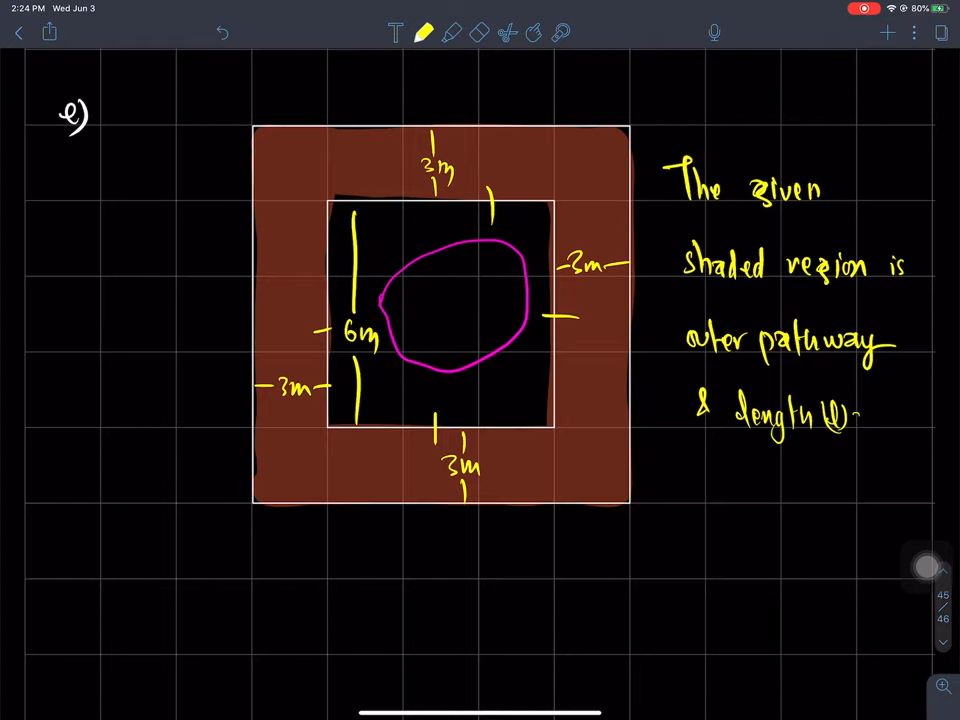 2:24 PM Wed Jun 3
80%
T
e)
3m
3m
6m
3m
3m
The given
shaded region is
outer pathway
& length (l)
45
/
46